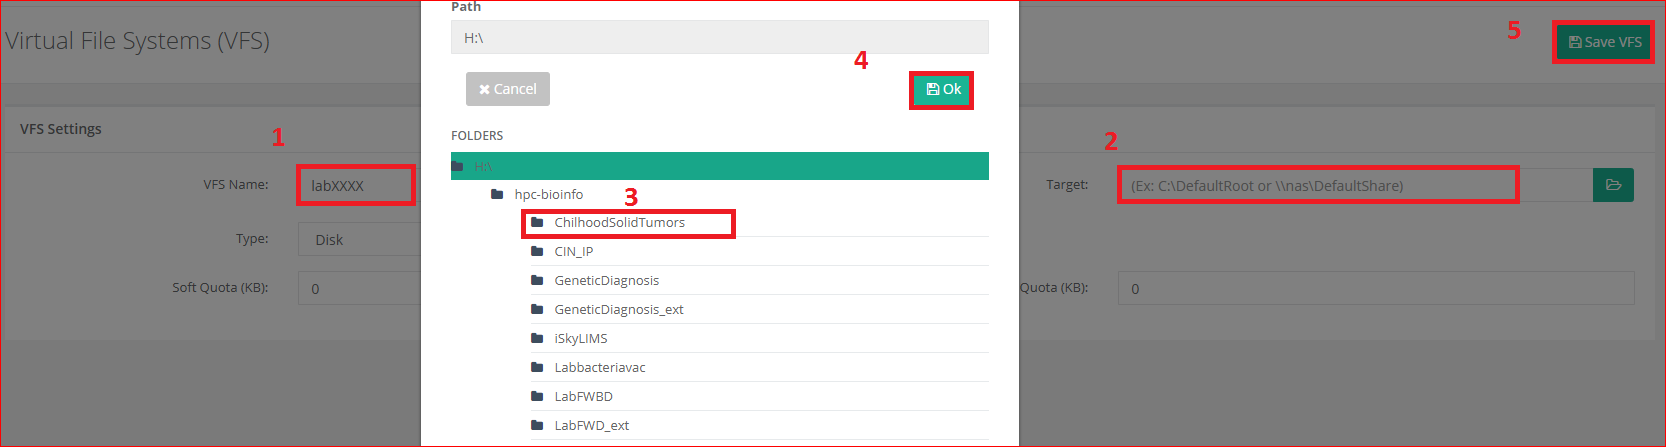 Path
H:\
Virtual File Systems (VFS)
5
Save VFS
4
Cancel
Ok
VFS Settings
1
FOLDERS
2
H:\
VFS Name:
labXXXX
hpc-bioinfo
3
Target:
(Ex: C:\DefaultRoot or \\nas\DefaultShare)
ChilhoodSolidTumors
Type:
Disk
CIN_IP
GeneticDiagnosis
Soft Quota (KB):
0
Quota (KB):
0
GeneticDiagnosis_ext
iSkyLIMS
Labbacteriavac
LabFWBD
LabFWD_ext